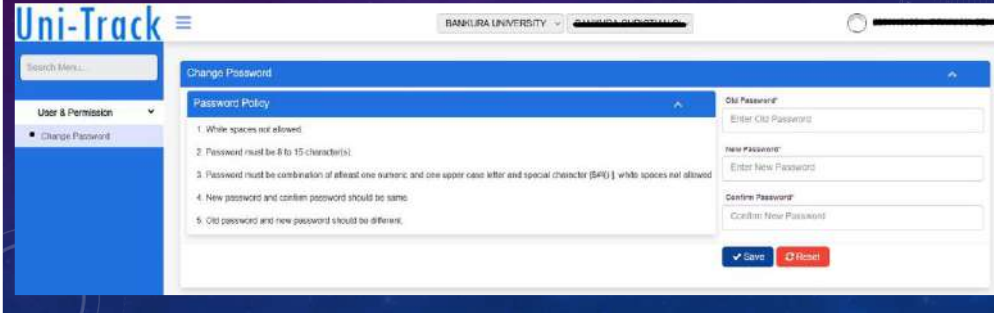 Uni-Track
BANKURA UNIVERSITY
Search Menu...
User & Permission
Change Password
Change Password
Password Policy
1. While spaces not allowed.
2. Password must be 8 to 15 character(s).
3. Password must be combination of atleast one numeric and one upper case letter and special character [$#!() ], while spaces not allowed
4. New password and confirm password should be same.
5. Old password and new password should be different.
Old Password*
Enter Old Password
New Password*
Enter New Password
Confirm Password*
Confirm New Password
Save
Reset